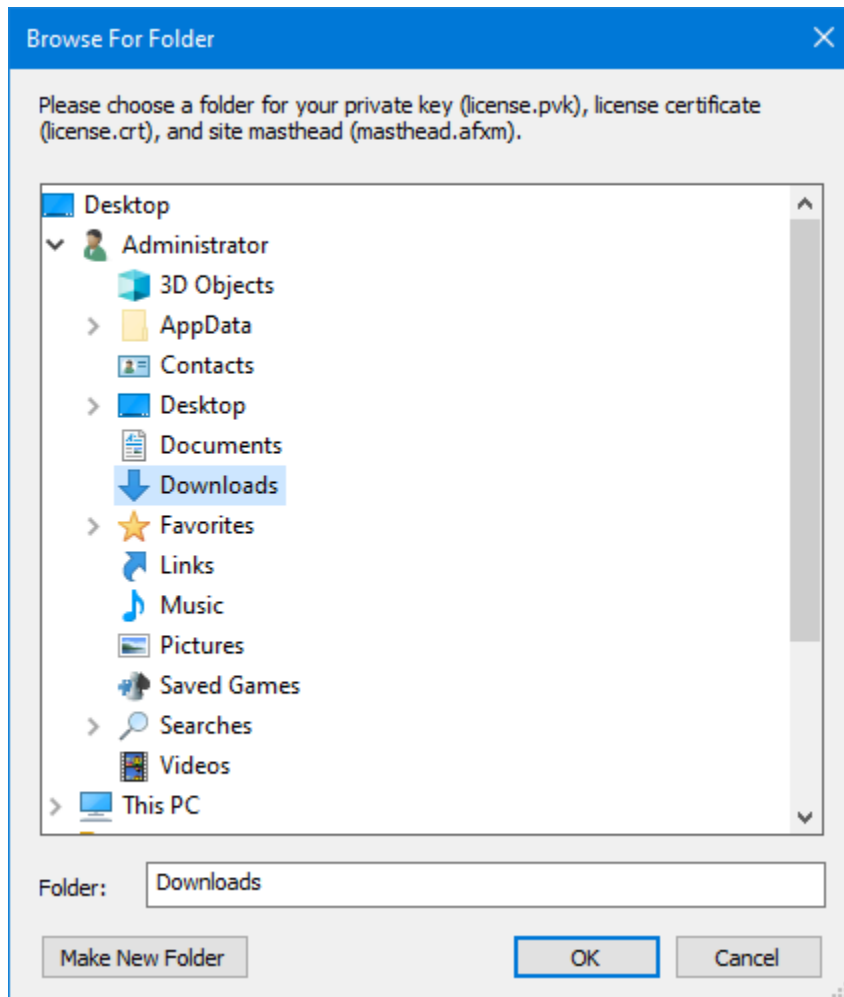 Browse For Folder
Please choose a folder for your private key (license.pvk), license certificate
(license.crt), and site masthead (masthead.afxm).
Desktop
Administrator
3D Objects
AppData
Contacts
Desktop
Documents
Downloads
Favorites
Links
Music
Pictures
Saved Games
Searches
Videos
This PC
Folder: Downloads
Make New Folder OK Cancel